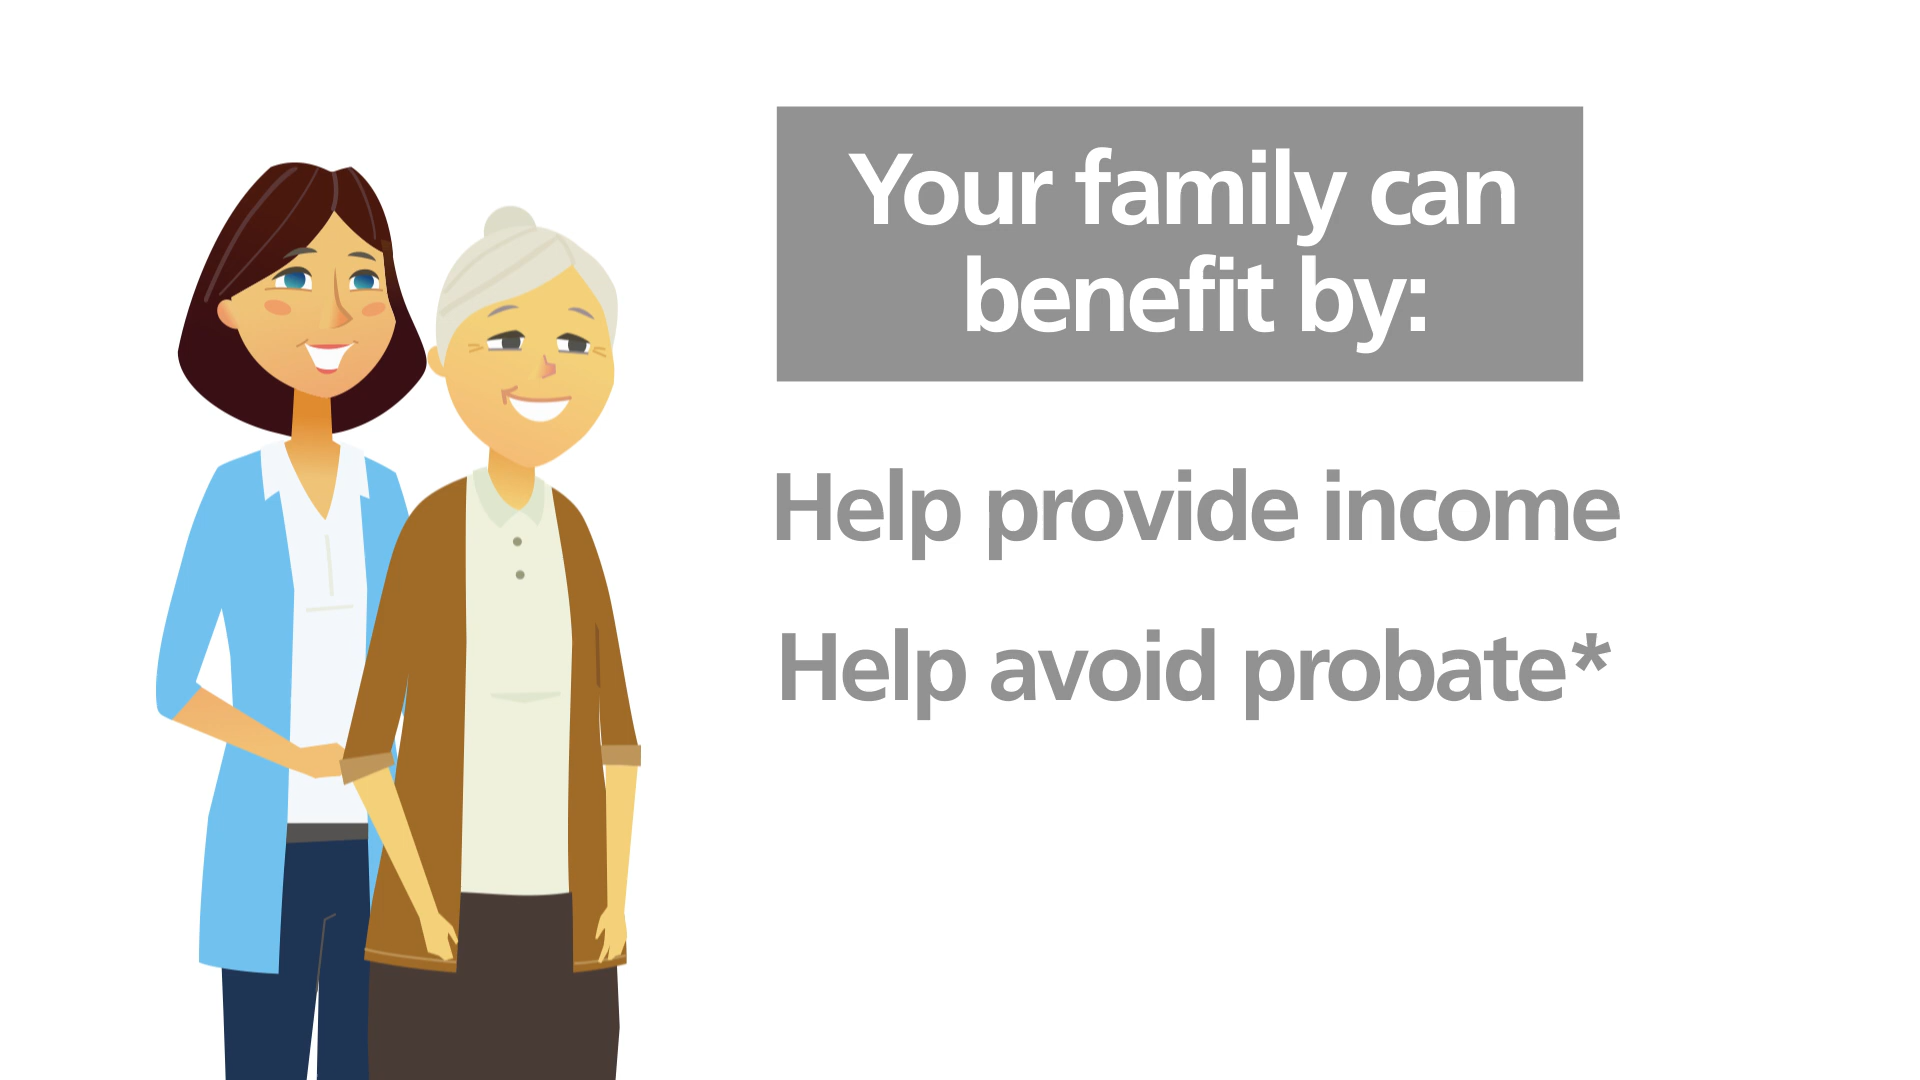 Your family can
benefit by:
Help provide income
Help avoid probate*